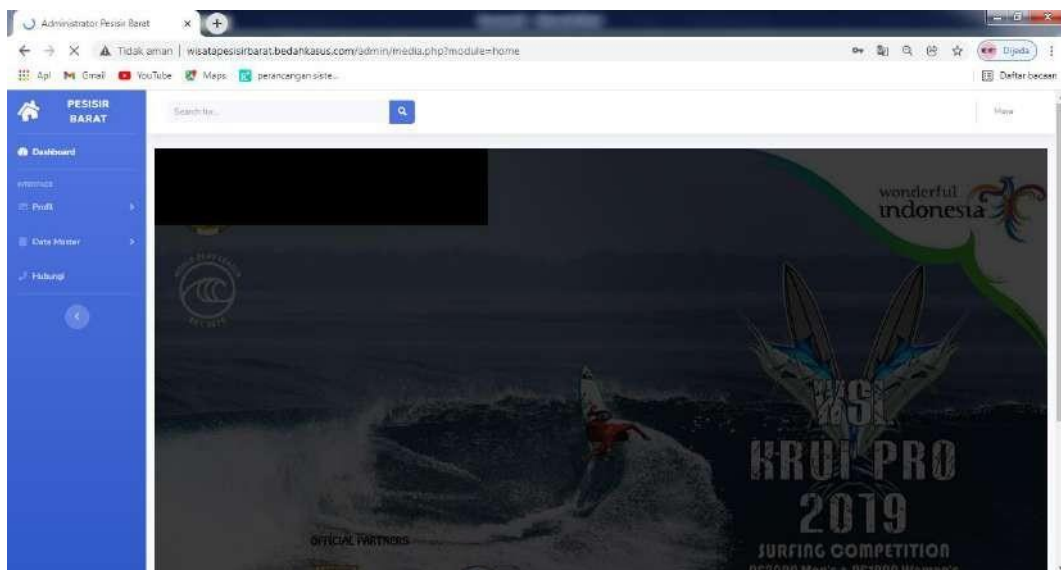 Administrator Pesisir Barat
Tidak aman | wisatapesisirbarat.bedahkasus.com/admin/media.php?module=home
Dijeda
Apl
Gmail
YouTube
Maps
perancangan siste...
Daftar bacaan
PESISIR
BARAT
Search for...
Dashboard
INTERFACE
Profil
Data Master
Hubungi
wonderful
indonesia
WSL
KRUI PRO
2019
SURFING COMPETITION
OFFICIAL PARTNERS